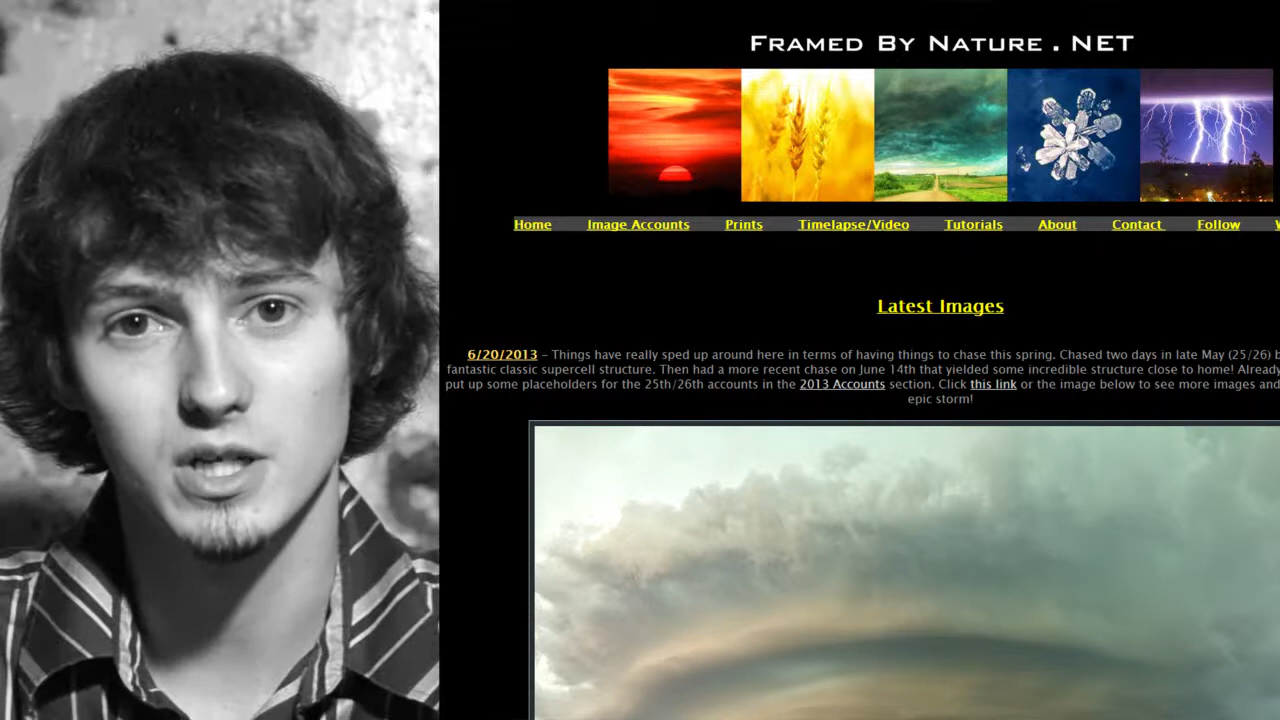 FRAMED BY NATURE . NET
Home Image Accounts Prints Timelapse/Video Tutorials About Contact Follow
Latest Images
6/20/2013 – Things have really sped up around here in terms of having things to chase this spring. Chased two days in late May (25/26)
fantastic classic supercell structure. Then had a more recent chase on June 14th that yielded some incredible structure close to home! Already
put up some placeholders for the 25th/26th accounts in the 2013 Accounts section. Click this link or the image below to see more images and
epic storm!